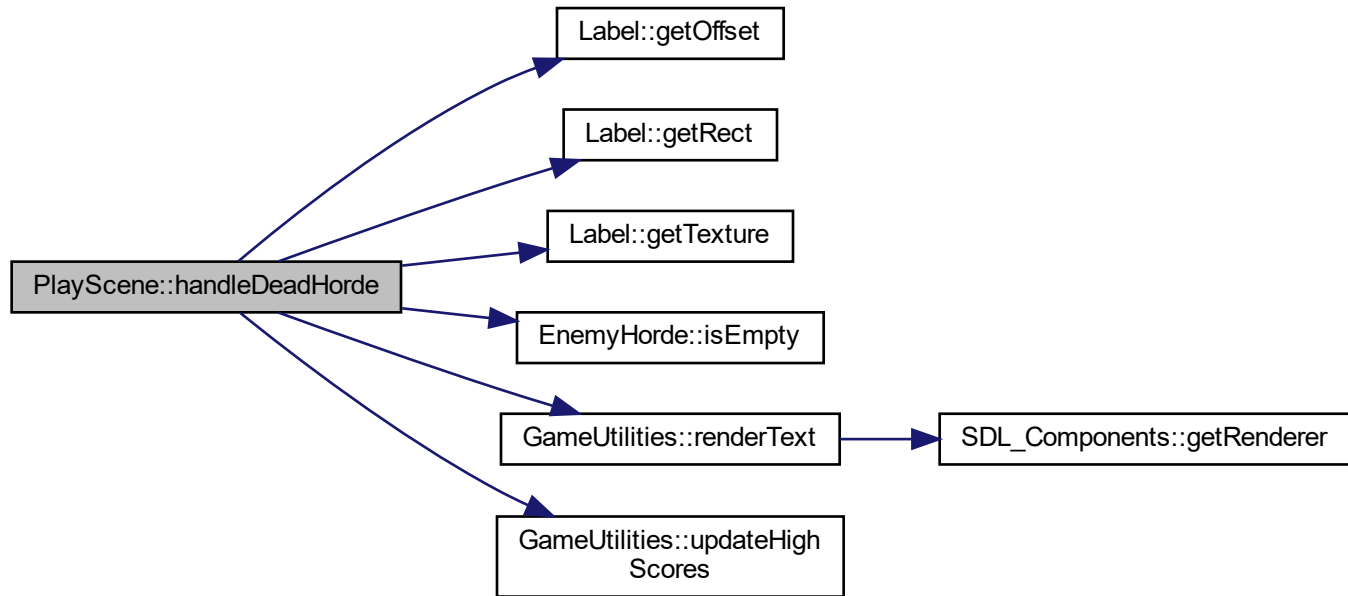 Label::getOffset
Label::getRect
Label::getTexture
PlayScene::handleDeadHorde
EnemyHorde::isEmpty
GameUtilities::renderText
SDL_Components::getRenderer
GameUtilities::updateHigh
Scores